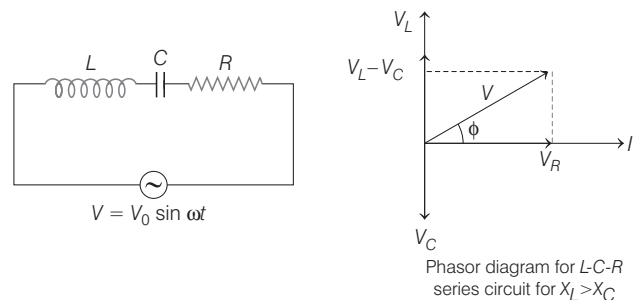 L
C
R
V = V₀ sin ωt
V_L
V_L–V_C
V
ϕ
V_R
I
V_C
Phasor diagram for L-C-R
series circuit for X_L>X_C